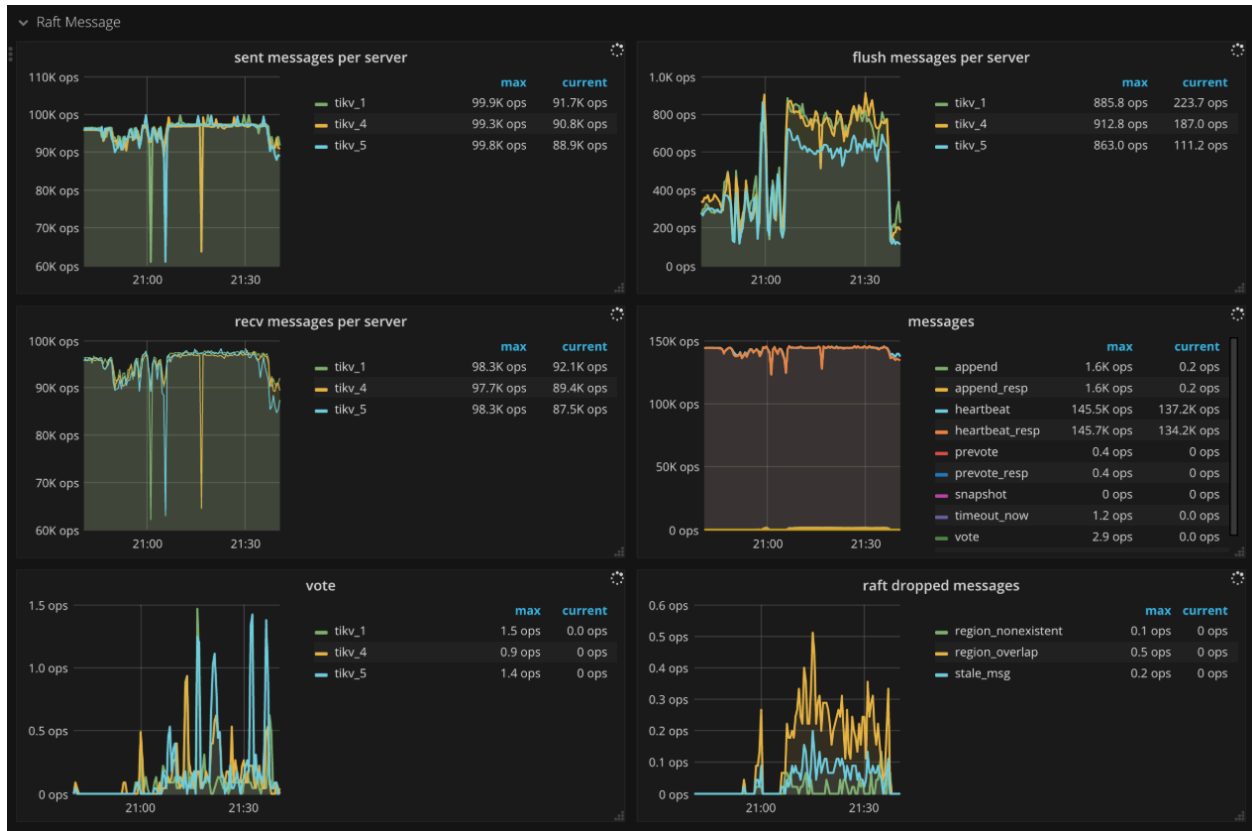 Raft Message
sent messages per server
110K ops
100K ops
90K ops
80K ops
70K ops
60K ops
21:00 21:30
max current
tikv_1 99.9K ops 91.7K ops
tikv_4 99.3K ops 90.8K ops
tikv_5 99.8K ops 88.9K ops
flush messages per server
1.0K ops
800 ops
600 ops
400 ops
200 ops
0 ops
21:00 21:30
max current
tikv_1 885.8 ops 223.7 ops
tikv_4 912.8 ops 187.0 ops
tikv_5 863.0 ops 111.2 ops
recv messages per server
100K ops
90K ops
80K ops
70K ops
60K ops
21:00 21:30
max current
tikv_1 98.3K ops 92.1K ops
tikv_4 97.7K ops 89.4K ops
tikv_5 98.3K ops 87.5K ops
messages
150K ops
100K ops
50K ops
0 ops
21:00 21:30
max current
append 1.6K ops 0.2 ops
append_resp 1.6K ops 0.2 ops
heartbeat 145.5K ops 137.2K ops
heartbeat_resp 145.7K ops 134.2K ops
prevote 0.4 ops 0 ops
prevote_resp 0.4 ops 0 ops
snapshot 0 ops 0 ops
timeout_now 1.2 ops 0.0 ops
vote 2.9 ops 0.0 ops
vote
1.5 ops
1.0 ops
0.5 ops
0 ops
21:00 21:30
max current
tikv_1 1.5 ops 0.0 ops
tikv_4 0.9 ops 0 ops
tikv_5 1.4 ops 0 ops
raft dropped messages
0.6 ops
0.5 ops
0.4 ops
0.3 ops
0.2 ops
0.1 ops
0 ops
21:00 21:30
max current
region_nonexistent 0.1 ops 0 ops
region_overlap 0.5 ops 0 ops
stale_msg 0.2 ops 0 ops